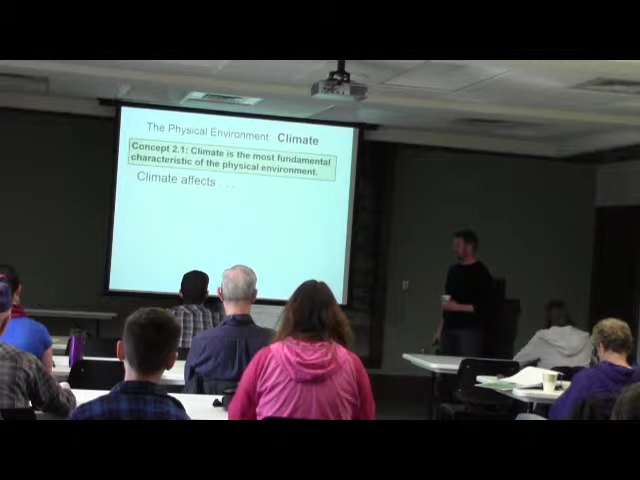 The Physical Environment: Climate
Concept 2.1: Climate is the most fundamental
characteristic of the physical environment.
Climate affects . . .